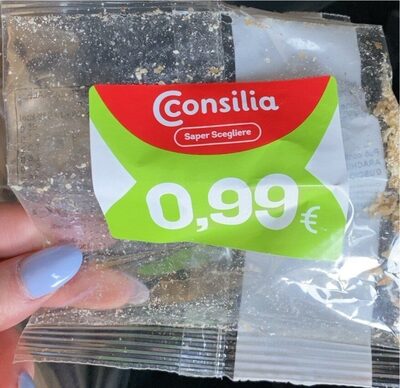 Consilia
Saper Scegliere
0,99 €